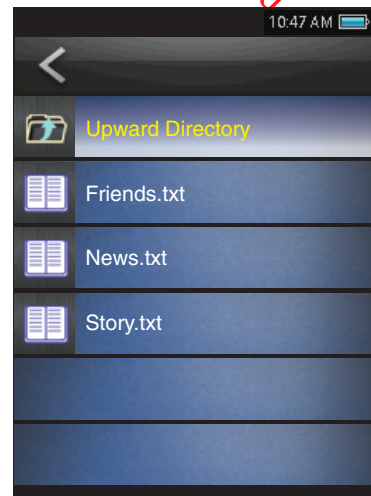 10:47 AM
Upward Directory
Friends.txt
News.txt
Story.txt